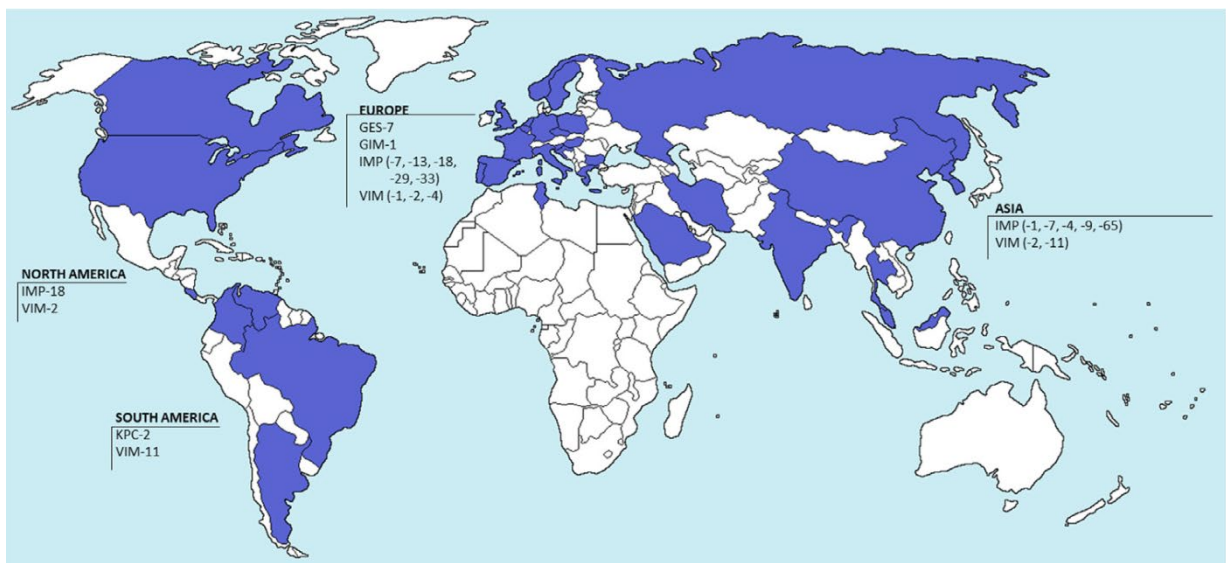 EUROPE
GES-7
GIM-1
IMP (-7, -13, -18,
-29, -33)
VIM (-1, -2, -4)
ASIA
IMP (-1, -7, -4, -9, -65)
VIM (-2, -11)
NORTH AMERICA
IMP-18
VIM-2
SOUTH AMERICA
KPC-2
VIM-11